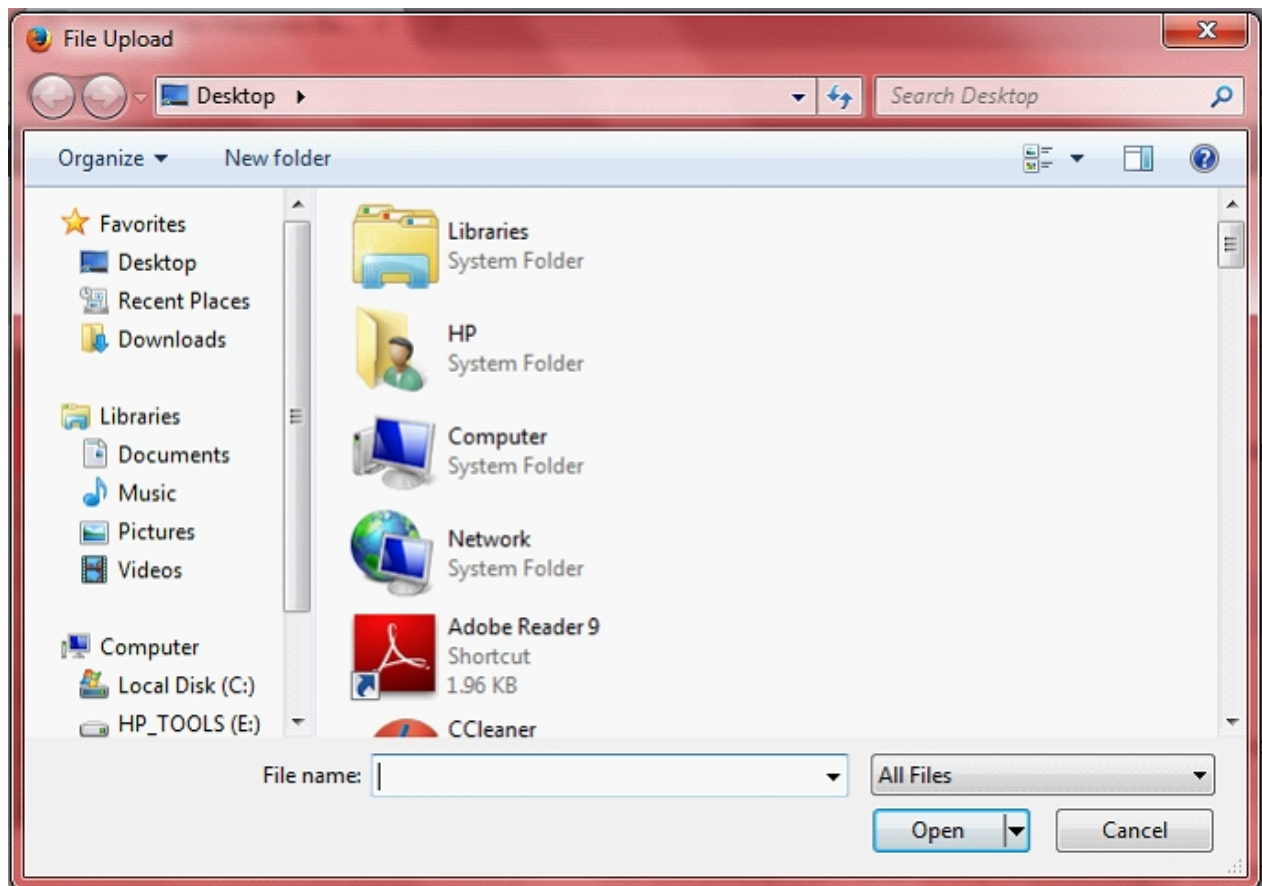 File Upload
Desktop
Search Desktop
Organize
New folder
Favorites
Desktop
Recent Places
Downloads
Libraries
Documents
Music
Pictures
Videos
Computer
Local Disk (C:)
HP_TOOLS (E:)
Libraries
System Folder
HP
System Folder
Computer
System Folder
Network
System Folder
Adobe Reader 9
Shortcut
1.96 KB
CCleaner
File name:
All Files
Open
Cancel